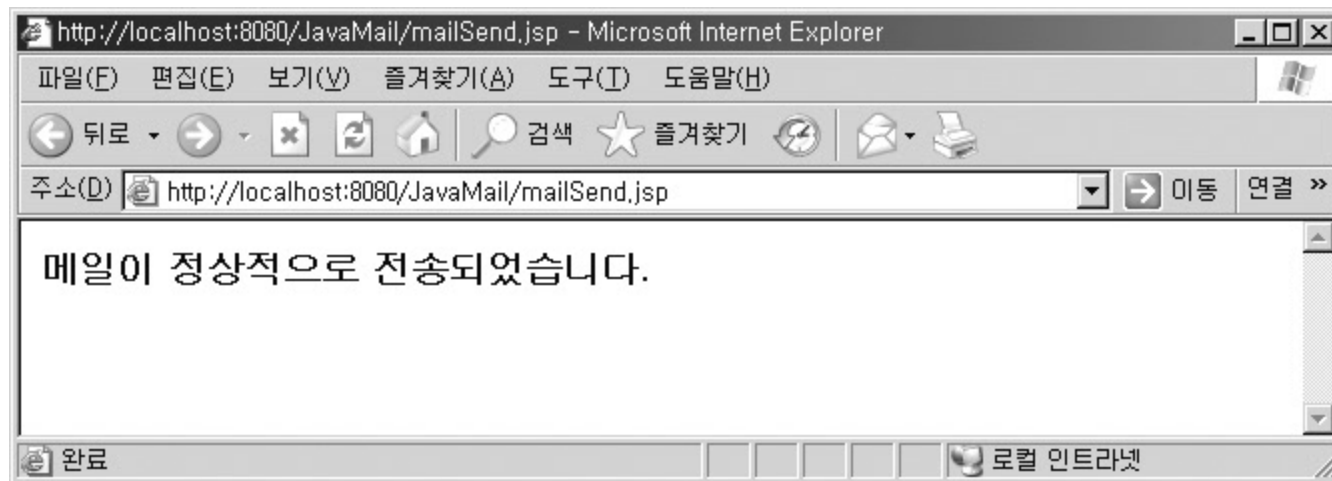 http://localhost:8080/JavaMail/mailSend.jsp - Microsoft Internet Explorer
파일(F) 편집(E) 보기(V) 즐겨찾기(A) 도구(T) 도움말(H)
뒤로 검색 즐겨찾기
주소(D) http://localhost:8080/JavaMail/mailSend.jsp 이동 연결 »
메일이 정상적으로 전송되었습니다.
완료 로컬 인트라넷